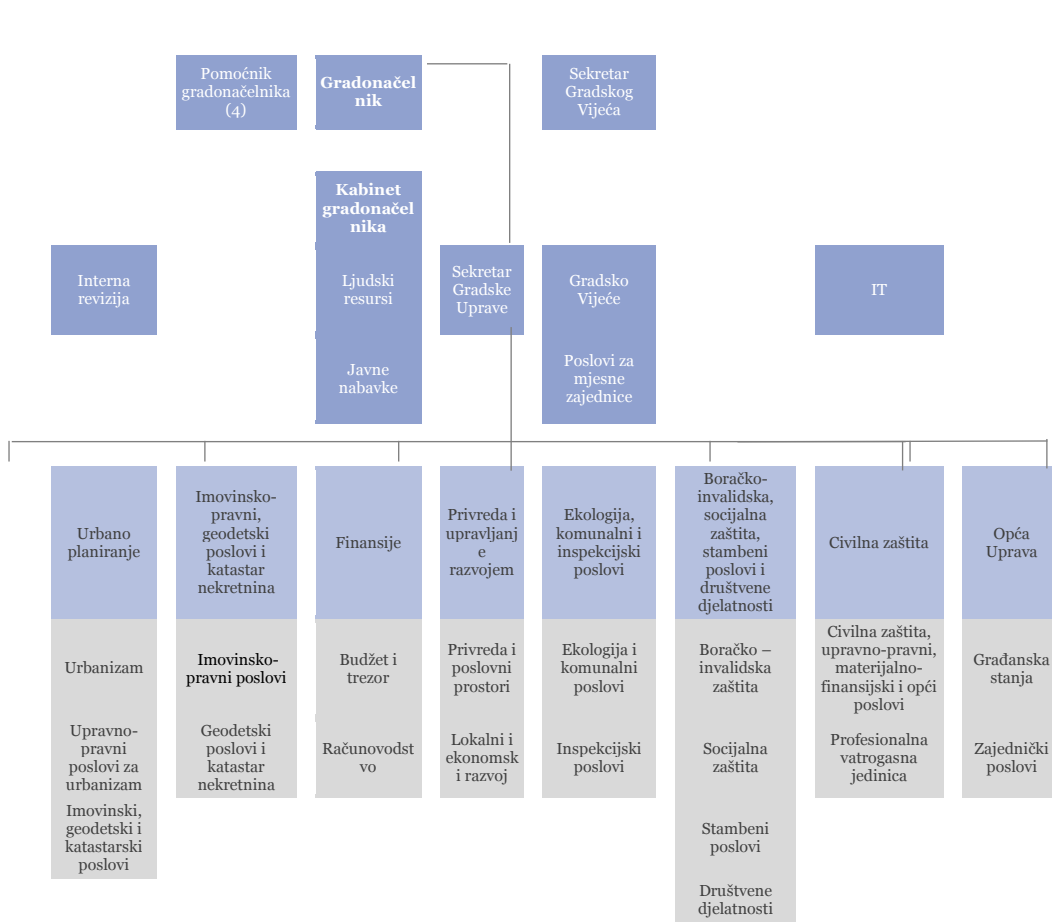 Pomoćnik
gradonačelnika
(4)
Gradonačel
nik
Sekretar
Gradskog
Vijeća
Kabinet
gradonačel
nika
Interna
revizija
Ljudski
resursi
Sekretar
Gradske
Uprave
Gradsko
Vijeće
IT
Javne
nabavke
Poslovi za
mjesne
zajednice
Urbano
planiranje
Imovinsko-
pravni,
geodetski
poslovi i
katastar
nekretnina
Finansije
Privreda i
upravljanj
e
razvojem
Ekologija,
komunalni i
inspekcijski
poslovi
Boračko-
invalidska,
socijalna
zaštita,
stambeni
poslovi i
društvene
djelatnosti
Civilna zaštita
Opća
Uprava
Urbanizam
Imovinsko-
pravni poslovi
Budžet i
trezor
Privreda i
poslovni
prostori
Ekologija i
komunalni
poslovi
Boračko –
invalidska
zaštita
Civilna zaštita,
upravno-pravni,
materijalno-
finansijski i opći
poslovi
Građanska
stanja
Upravno-
pravni
poslovi za
urbanizam
Geodetski
poslovi i
katastar
nekretnina
Računovodst
vo
Lokalni i
ekonomsk
i razvoj
Inspekcijski
poslovi
Socijalna
zaštita
Profesionalna
vatrogasna
jedinica
Zajednički
poslovi
Imovinski,
geodetski i
katastarski
poslovi
Stambeni
poslovi
Društvene
djelatnosti